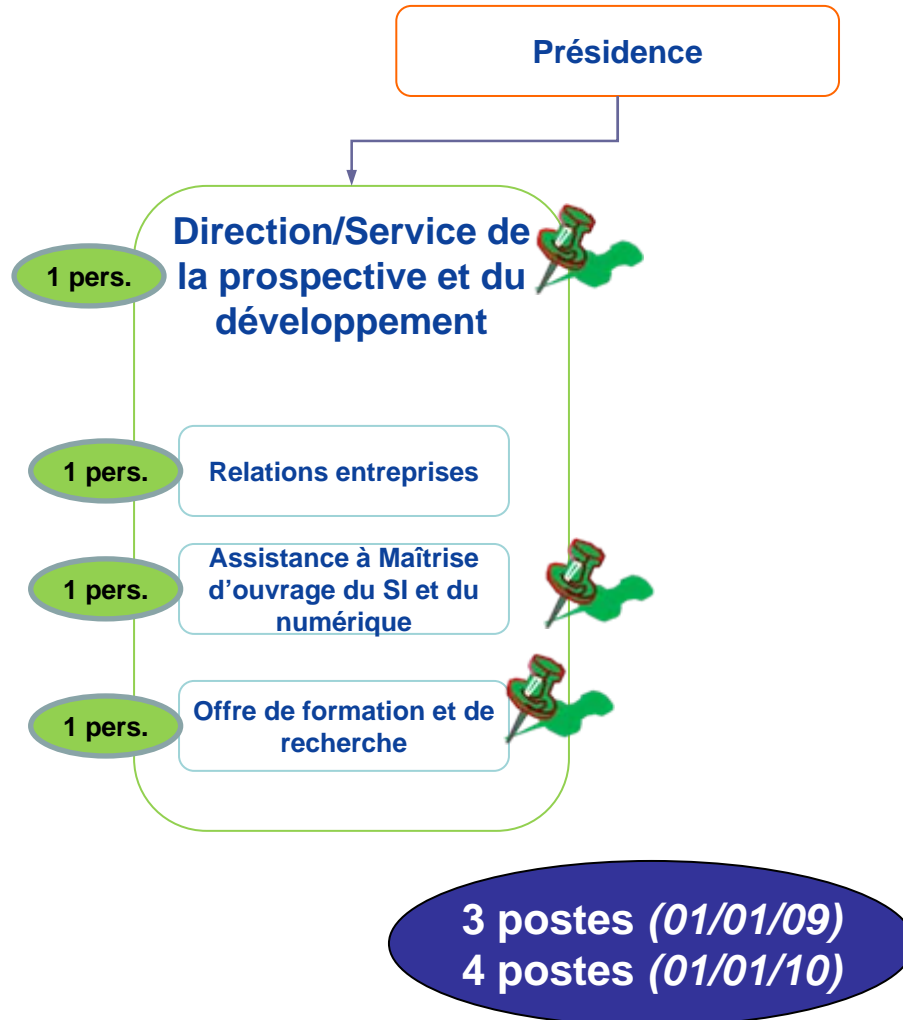 Présidence
Direction/Service de
la prospective et du
développement
1 pers.
1 pers.
Relations entreprises
1 pers.
Assistance à Maîtrise
d’ouvrage du SI et du
numérique
1 pers.
Offre de formation et de
recherche
3 postes (01/01/09)
4 postes (01/01/10)